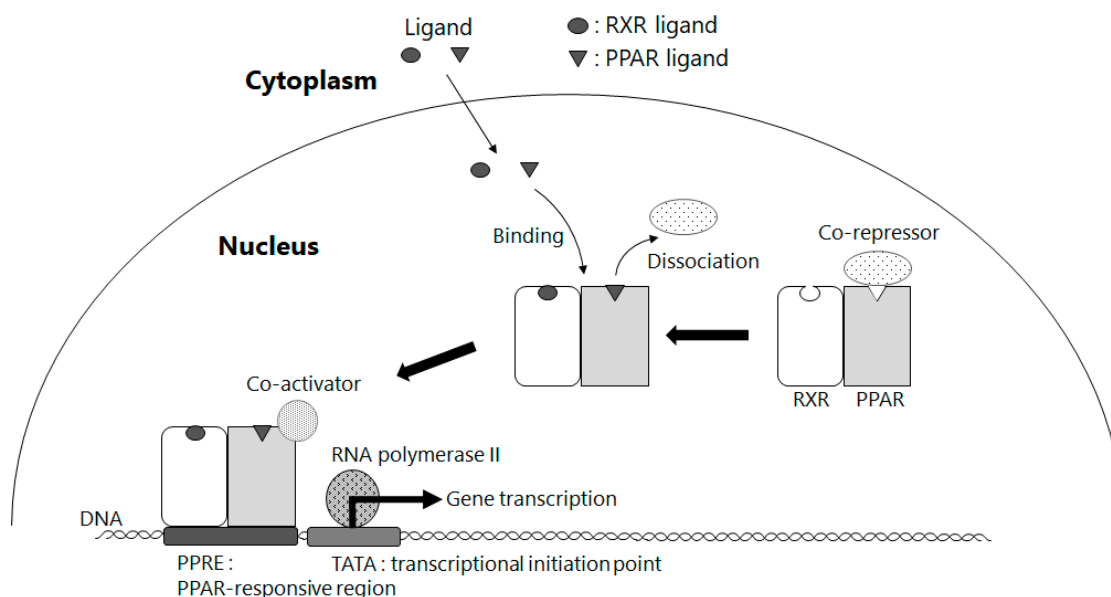 Ligand
: RXR ligand
: PPAR ligand
Cytoplasm
Nucleus
Binding
Dissociation
Co-repressor
RXR
PPAR
Co-activator
RNA polymerase II
Gene transcription
DNA
PPRE :
PPAR-responsive region
TATA : transcriptional initiation point